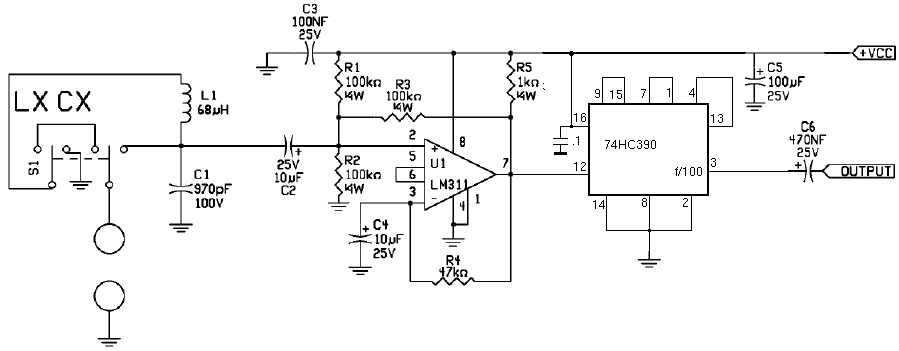 C3
100NF
25V
+VCC
R1
100kΩ
¼W
R3
100kΩ
¼W
R5
1kΩ
¼W
C5
+
100µF
25V
L1
68µH
LX CX
S1
9
15
7
1
4
16
13
.1
74HC390
C6
470NF
25V
+
3
f/100
OUTPUT
12
14
8
2
+
25V
10µF
C2
C1
970pF
100V
R2
100kΩ
¼W
2
5
6
3
+
-
U1
LM311
8
7
4
1
C4
+
10µF
25V
R4
47kΩ